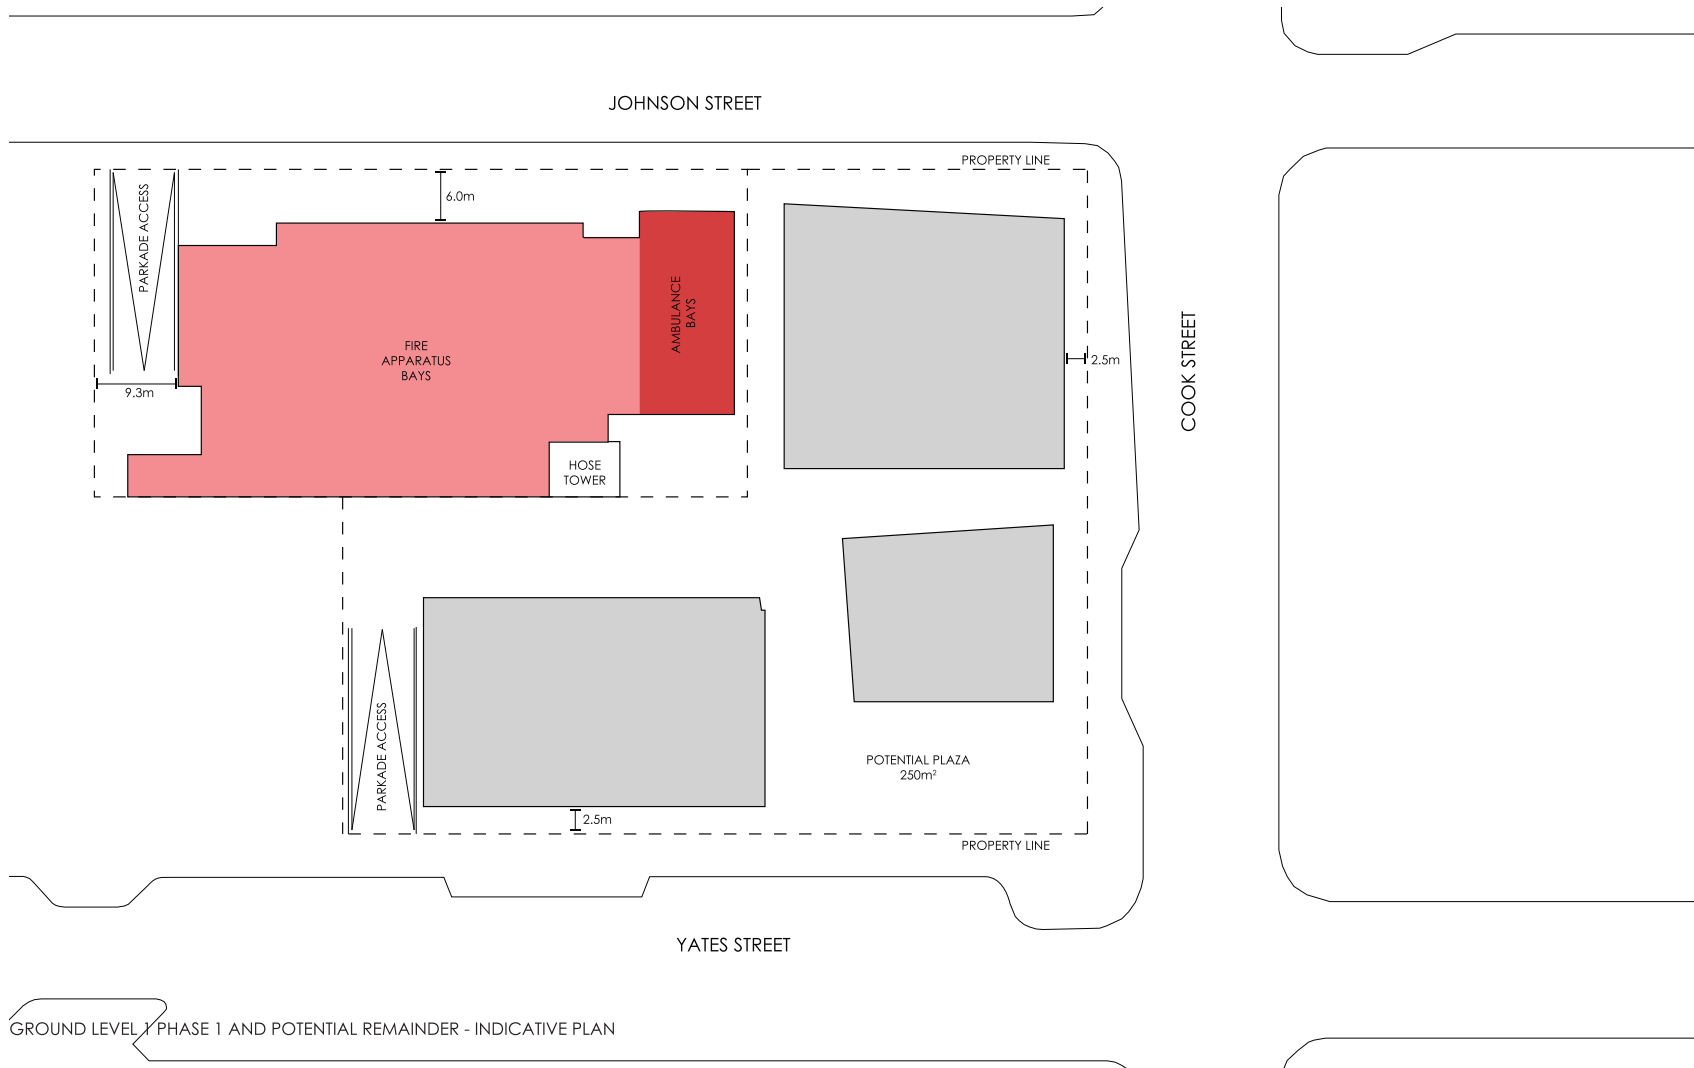 JOHNSON STREET
PROPERTY LINE
PARKADE ACCESS
6.0m
AMBULANCE
BAYS
FIRE
APPARATUS
BAYS
9.3m
2.5m
COOK STREET
HOSE
TOWER
PARKADE ACCESS
POTENTIAL PLAZA
250m²
2.5m
PROPERTY LINE
YATES STREET
GROUND LEVEL 1 PHASE 1 AND POTENTIAL REMAINDER - INDICATIVE PLAN